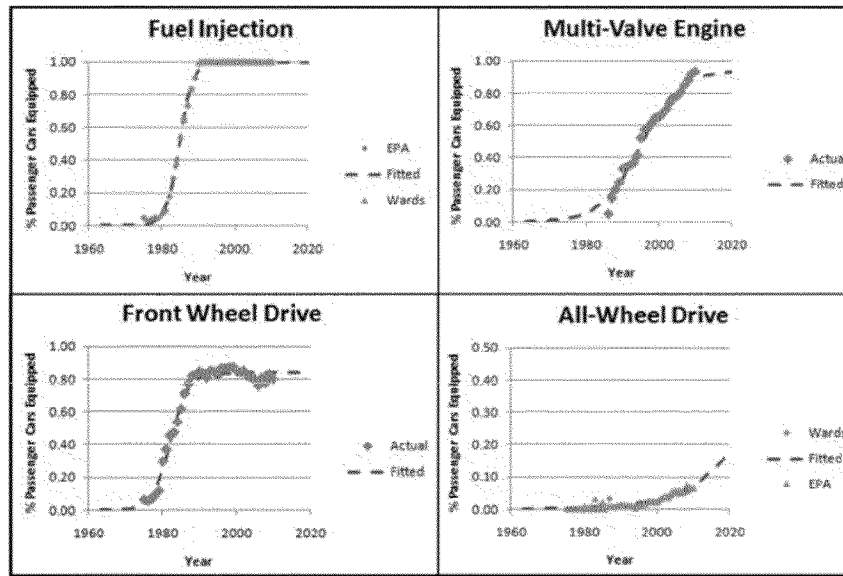 Fuel Injection
% Passenger Cars Equipped
1.00
0.80
0.60
0.40
0.20
0.00
1960 1980 2000 2020
Year
EPA
Fitted
Wards
Multi-Valve Engine
% Passenger Cars Equipped
1.00
0.80
0.60
0.40
0.20
0.00
1960 1980 2000 2020
Year
Actual
Fitted
Front Wheel Drive
% Passenger Cars Equipped
1.00
0.80
0.60
0.40
0.20
0.00
1960 1980 2000 2020
Year
Actual
Fitted
All-Wheel Drive
% Passenger Cars Equipped
0.50
0.40
0.30
0.20
0.10
0.00
1960 1980 2000 2020
Year
Wards
Fitted
EPA